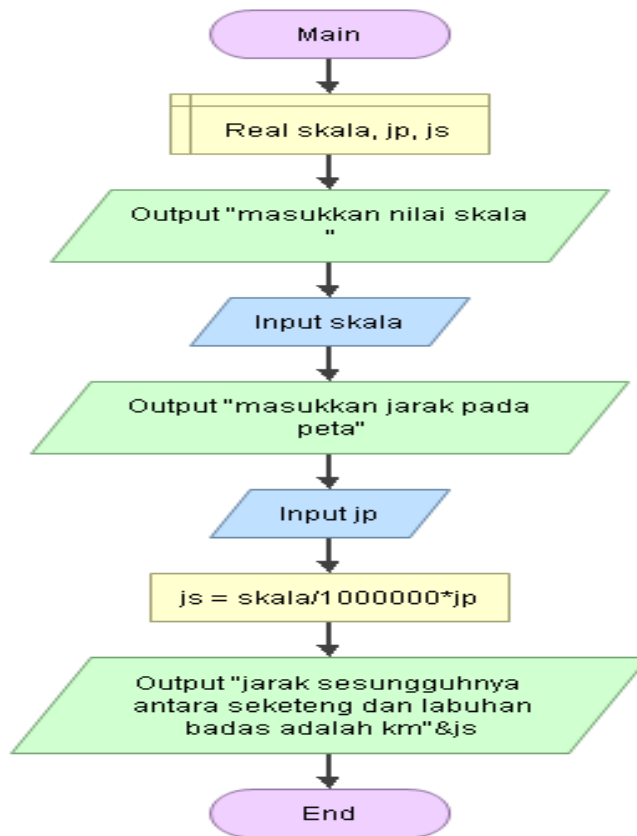 Main
Real skala, jp, js
Output "masukkan nilai skala
"
Input skala
Output "masukkan jarak pada
peta"
Input jp
js = skala/1000000*jp
Output "jarak sesungguhnya
antara seketeng dan labuhan
badas adalah km"&js
End